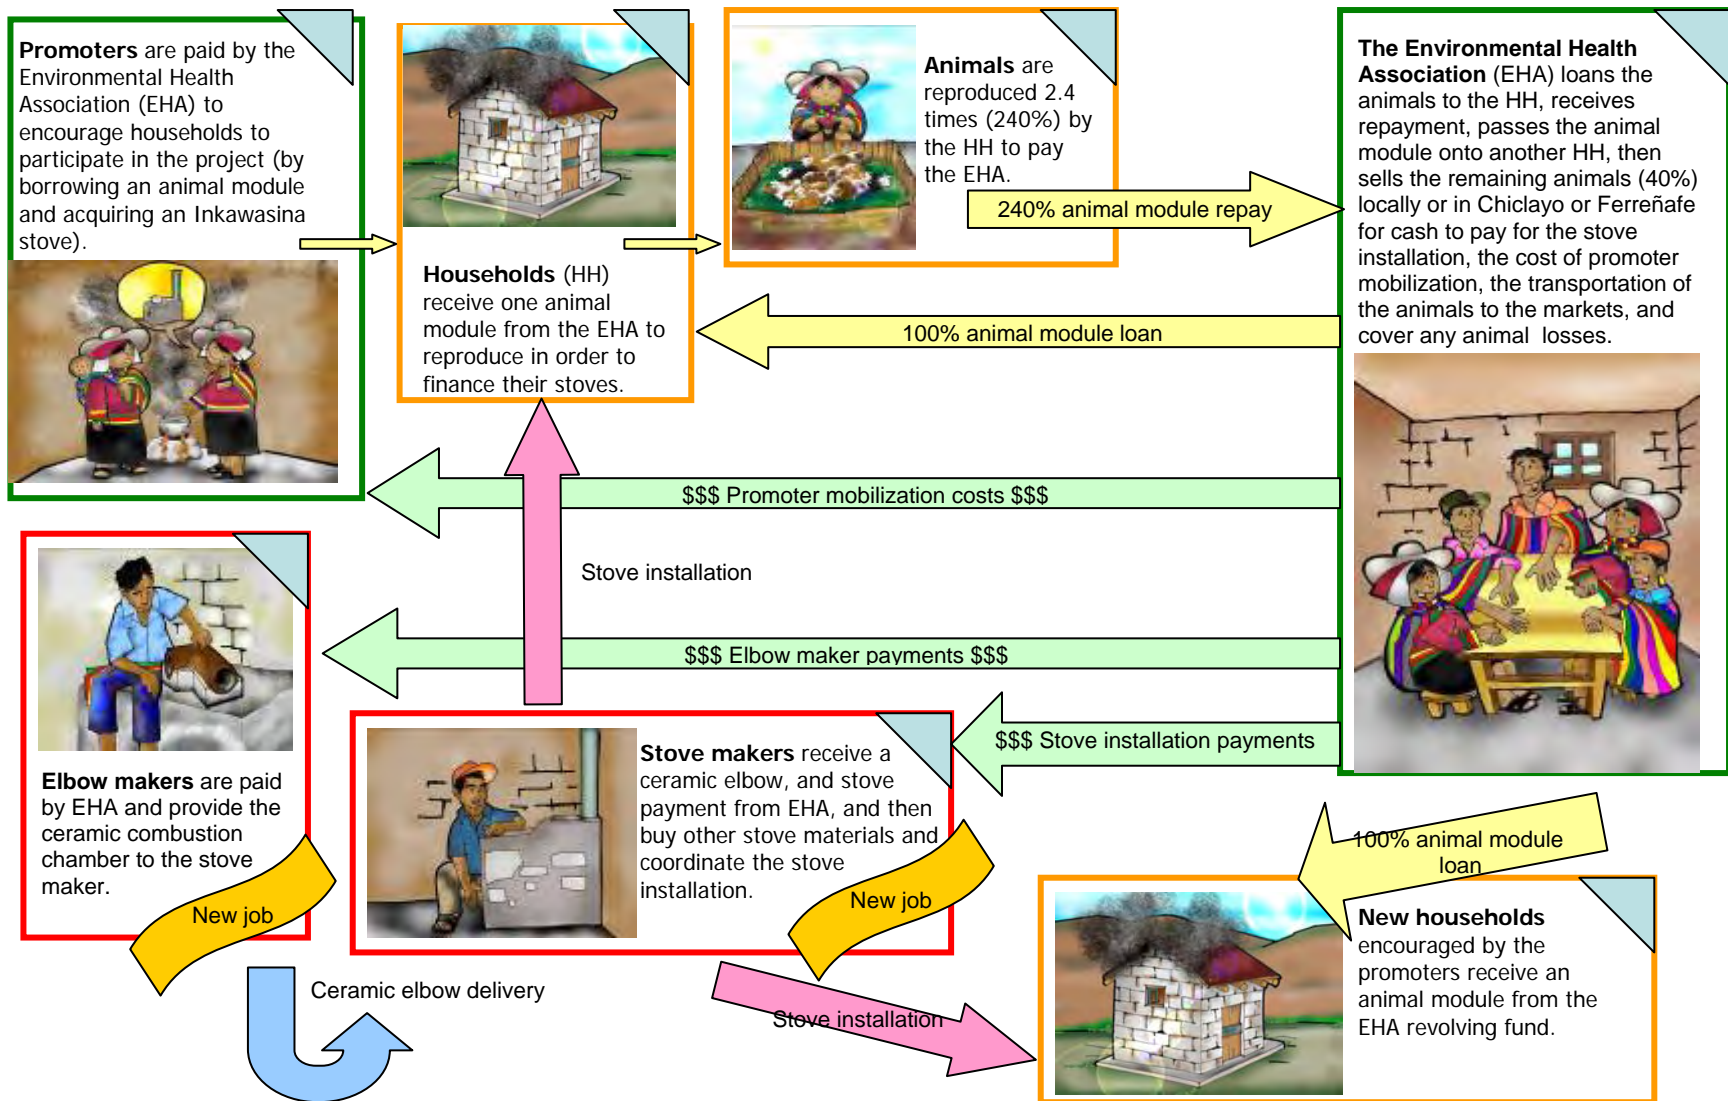 Promoters are paid by the
Environmental Health
Association (EHA) to
encourage households to
participate in the project (by
borrowing an animal module
and acquiring an Inkawasina
stove).
Households (HH)
receive one animal
module from the EHA to
reproduce in order to
finance their stoves.
Animals are
reproduced 2.4
times (240%) by
the HH to pay
the EHA.
240% animal module repay
The Environmental Health
Association (EHA) loans the
animals to the HH, receives
repayment, passes the animal
module onto another HH, then
sells the remaining animals (40%)
locally or in Chiclayo or Ferreñafe
for cash to pay for the stove
installation, the cost of promoter
mobilization, the transportation of
the animals to the markets, and
cover any animal losses.
100% animal module loan
$$$ Promoter mobilization costs $$$
Stove installation
$$$ Elbow maker payments $$$
$$$ Stove installation payments
Elbow makers are paid
by EHA and provide the
ceramic combustion
chamber to the stove
maker.
New job
Stove makers receive a
ceramic elbow, and stove
payment from EHA, and then
buy other stove materials and
coordinate the stove
installation.
New job
100% animal module
loan
New households
encouraged by the
promoters receive an
animal module from the
EHA revolving fund.
Ceramic elbow delivery
Stove installation